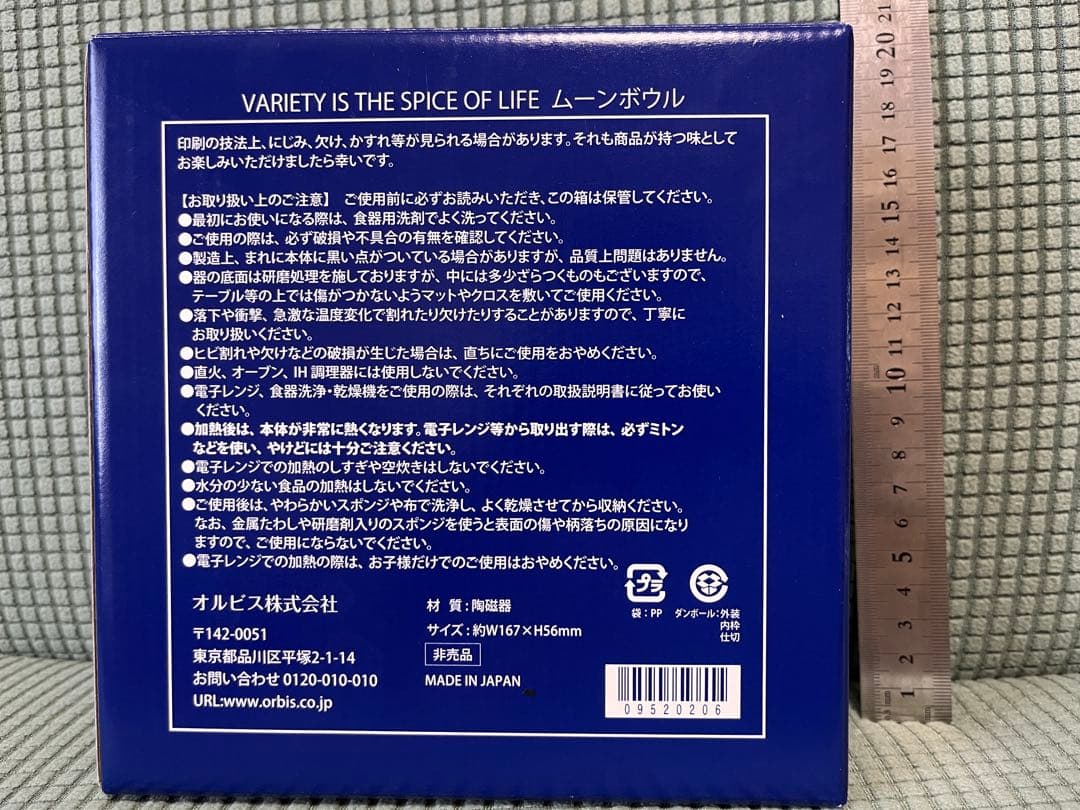 VARIETY IS THE SPICE OF LIFE ムーンボウル
印刷の技法上、にじみ、欠け、かすれ等が見られる場合があります。それも商品が持つ味として
お楽しみいただけましたら幸いです。
【お取り扱い上のご注意】 ご使用前に必ずお読みいただき、この箱は保管してください。
●最初にお使いになる際は、食器用洗剤でよく洗ってください。
●ご使用の際は、必ず破損や不具合の有無を確認してください。
●製造上、まれに本体に黒い点がついている場合がありますが、品質上問題はありません。
●器の底面は研磨処理を施しておりますが、中には多少ざらつくものもございますので、
テーブル等の上では傷がつかないようマットやクロスを敷いてご使用ください。
●落下や衝撃、急激な温度変化で割れたり欠けたりすることがありますので、丁寧に
お取り扱いください。
●ヒビ割れや欠けなどの破損が生じた場合は、直ちにご使用をおやめください。
●直火、オーブン、IH調理器には使用しないでください。
●電子レンジ、食器洗浄・乾燥機をご使用の際は、それぞれの取扱説明書に従ってお使い
ください。
●加熱後は、本体が非常に熱くなります。電子レンジ等から取り出す際は、必ずミトン
などを使い、やけどには十分ご注意ください。
●電子レンジでの加熱のしすぎや空炊きはしないでください。
●水分の少ない食品の加熱はしないでください。
●ご使用後は、やわらかいスポンジや布で洗浄し、よく乾燥させてから収納ください。
なお、金属たわしや研磨剤入りのスポンジを使うと表面の傷や柄落ちの原因になり
ますので、ご使用にならないでください。
●電子レンジでの加熱の際は、お子様だけでのご使用はおやめください。
プラ
袋：PP
ダンボール：外装
内枠
仕切
オルビス株式会社
〒142-0051
東京都品川区平塚2-1-14
お問い合わせ 0120-010-010
URL:www.orbis.co.jp
材 質：陶磁器
サイズ：約W167×H56mm
非売品
MADE IN JAPAN
09520206
21
20
19
18
17
16
15
14
13
12
11
10
9
8
7
6
5
4
3
2
1